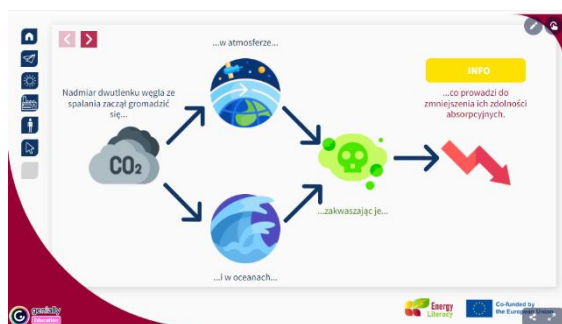 ...w atmosferze...
INFO
Nadmiar dwutlenku węgla ze
spalania zaczął gromadzić
się...
...co prowadzi do
zmniejszenia ich zdolności
absorpcyjnych.
CO₂
...zakwaszając je...
...i w oceanach...
genially
Education
Energy
Literacy
Co-funded by
the European Union